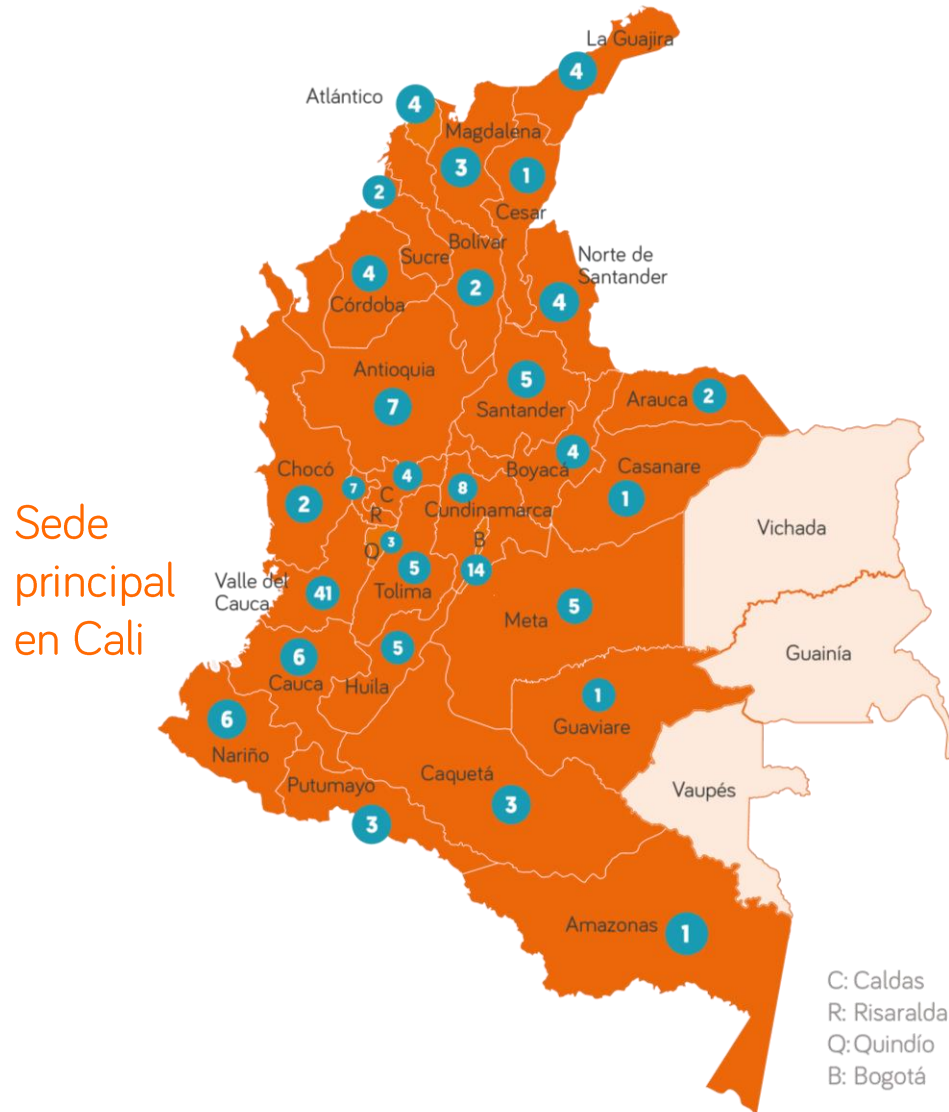 La Guajira
4
Atlántico
4
Magdalena
3
1
Cesar
2
Sucre
Bolívar
2
4
Córdoba
Norte de
Santander
4
Antioquia
7
5
Santander
Arauca
2
Chocó
2
7
4
C
R
8
Cundinamarca
Boyacá
4
Casanare
1
Vichada
Q
3
B
14
5
Tolima
Sede
principal
en Cali
Valle del
Cauca
41
Meta
5
Guainía
6
Cauca
5
Huila
1
Guaviare
6
Nariño
Putumayo
3
Caquetá
3
Vaupés
Amazonas
1
C: Caldas
R: Risaralda
Q: Quindío
B: Bogotá